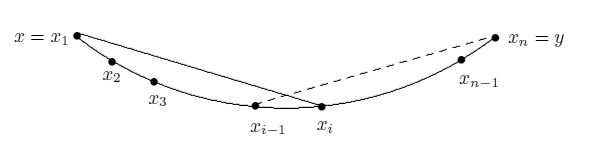 x = x₁
xₙ = y
x₂
xₙ₋₁
x₃
xᵢ₋₁
xᵢ